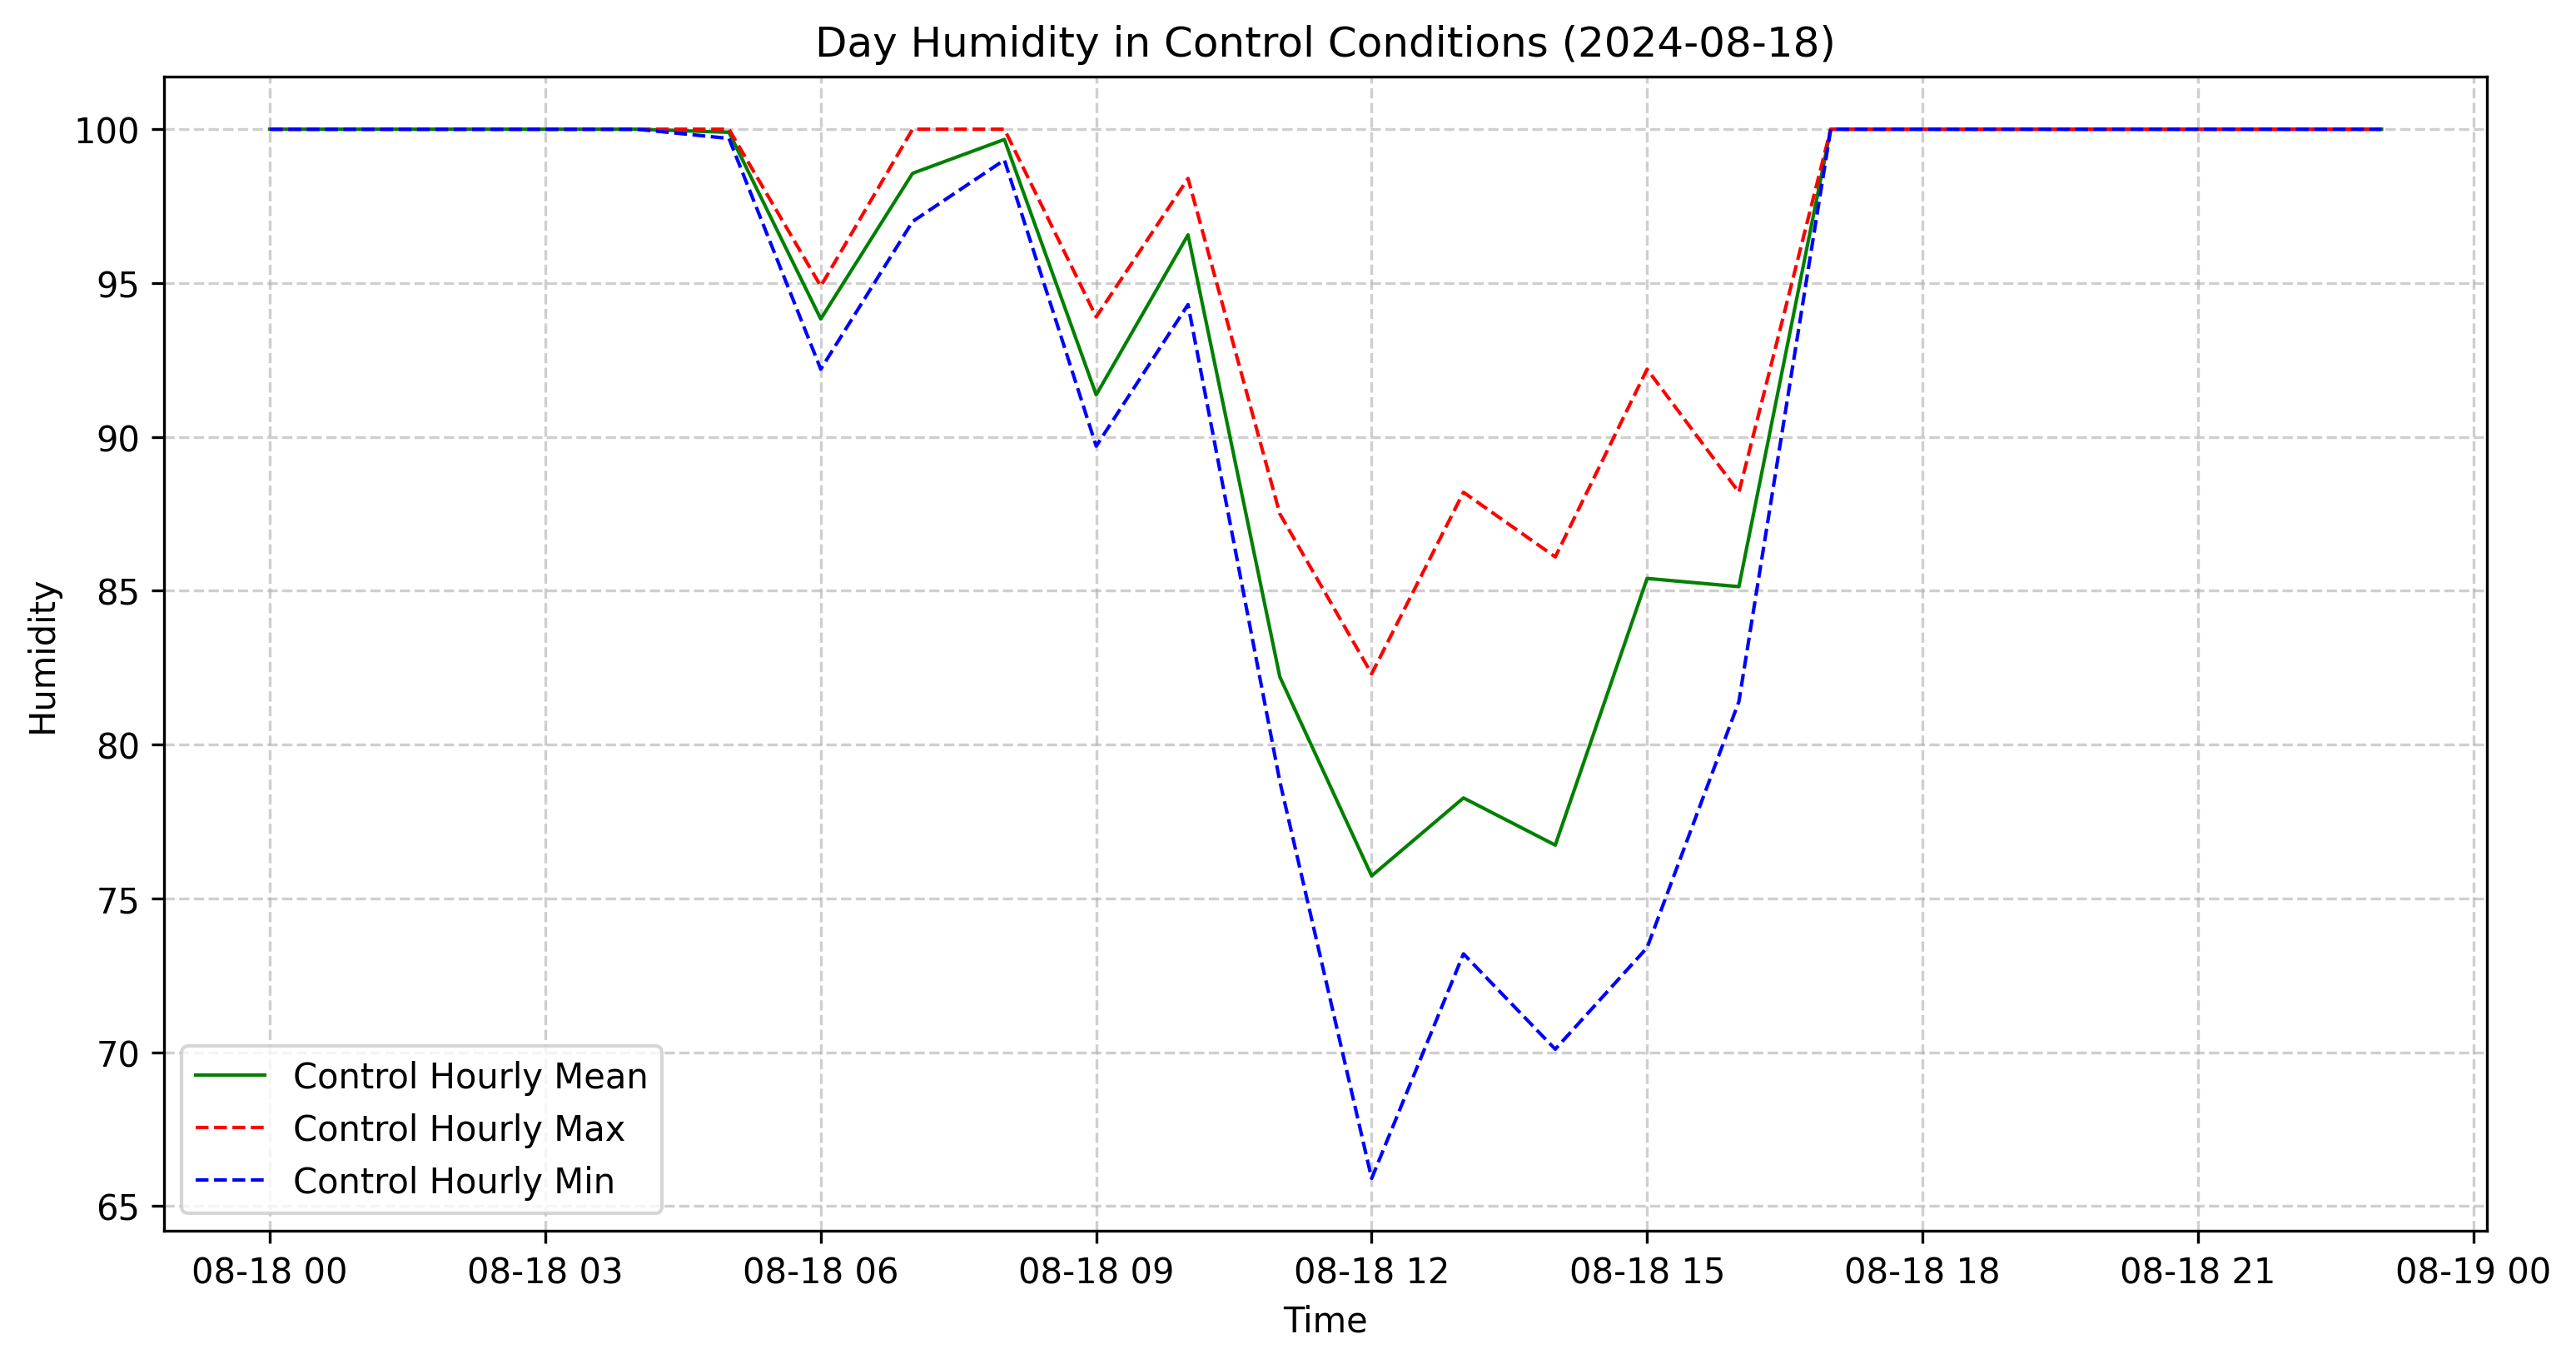 Day Humidity in Control Conditions (2024-08-18)
Humidity
100
95
90
85
80
75
70
65
Control Hourly Mean
Control Hourly Max
Control Hourly Min
08-18 00 08-18 03 08-18 06 08-18 09 08-18 12 08-18 15 08-18 18 08-18 21 08-19 00
Time